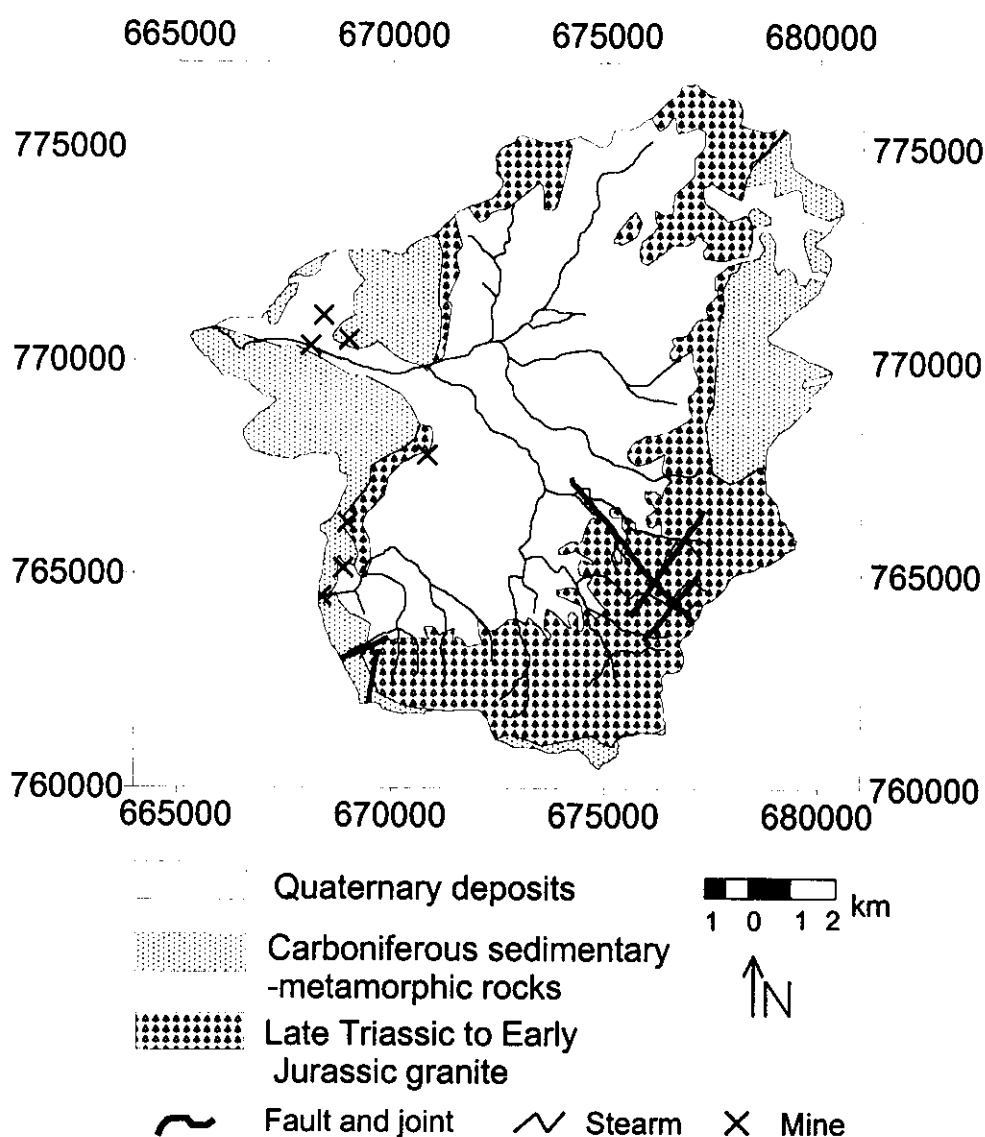 665000 670000 675000 680000
775000 775000
770000 770000
765000 765000
760000 760000
665000 670000 675000 680000
Quaternary deposits
1 0 1 2 km
Carboniferous sedimentary
-metamorphic rocks
N
Late Triassic to Early
Jurassic granite
Fault and joint Stearm Mine